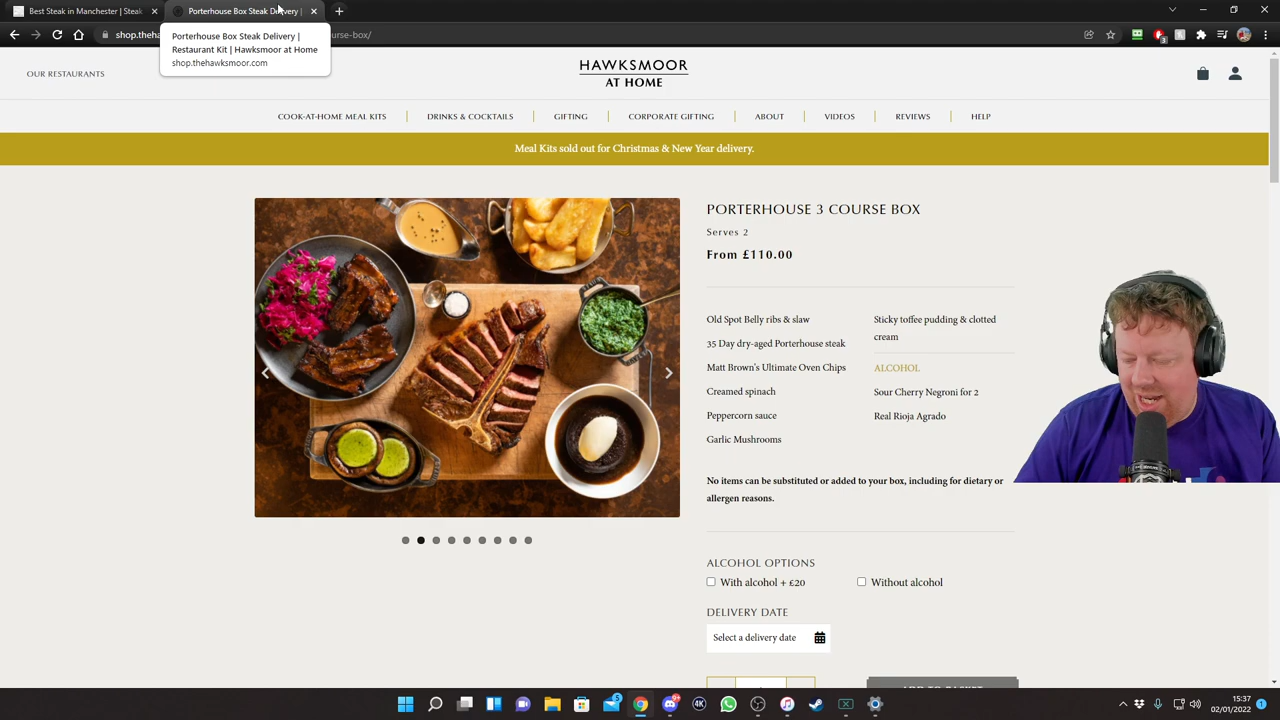 Best Steak
Porterhouse Box Steak De
shop.theha
urse-box/
Porterhouse Box Steak Delivery |
Restaurant Kit | Hawksmoor at Home
shop.thehawksmoor.com
OUR RESTAURANTS
HAWKSMOOR
AT HOME
COOK-AT-HOME MEAL KITS
DRINKS & COCKTAILS
GIFTING
CORPORATE GIFTING
ABOUT
VIDEOS
REVIEWS
HELP
Meal Kits sold out for Christmas & New Year delivery.
PORTERHOUSE 3 COURSE BOX
Serves 2
From £110.00
Old Spot Belly ribs & slaw
35 Day dry-aged Porterhouse steak
Matt Brown's Ultimate Oven Chips
Creamed spinach
Peppercorn sauce
Garlic Mushrooms
Sticky toffee pudding & clotted
cream
ALCOHOL
Sour Cherry Negroni for 2
Real Rioja Agrado
No items can be substituted or added to your box, including for dietary or
allergen reasons.
ALCOHOL OPTIONS
With alcohol + £20
Without alcohol
DELIVERY DATE
Select a delivery date
15:37
02/01/2022